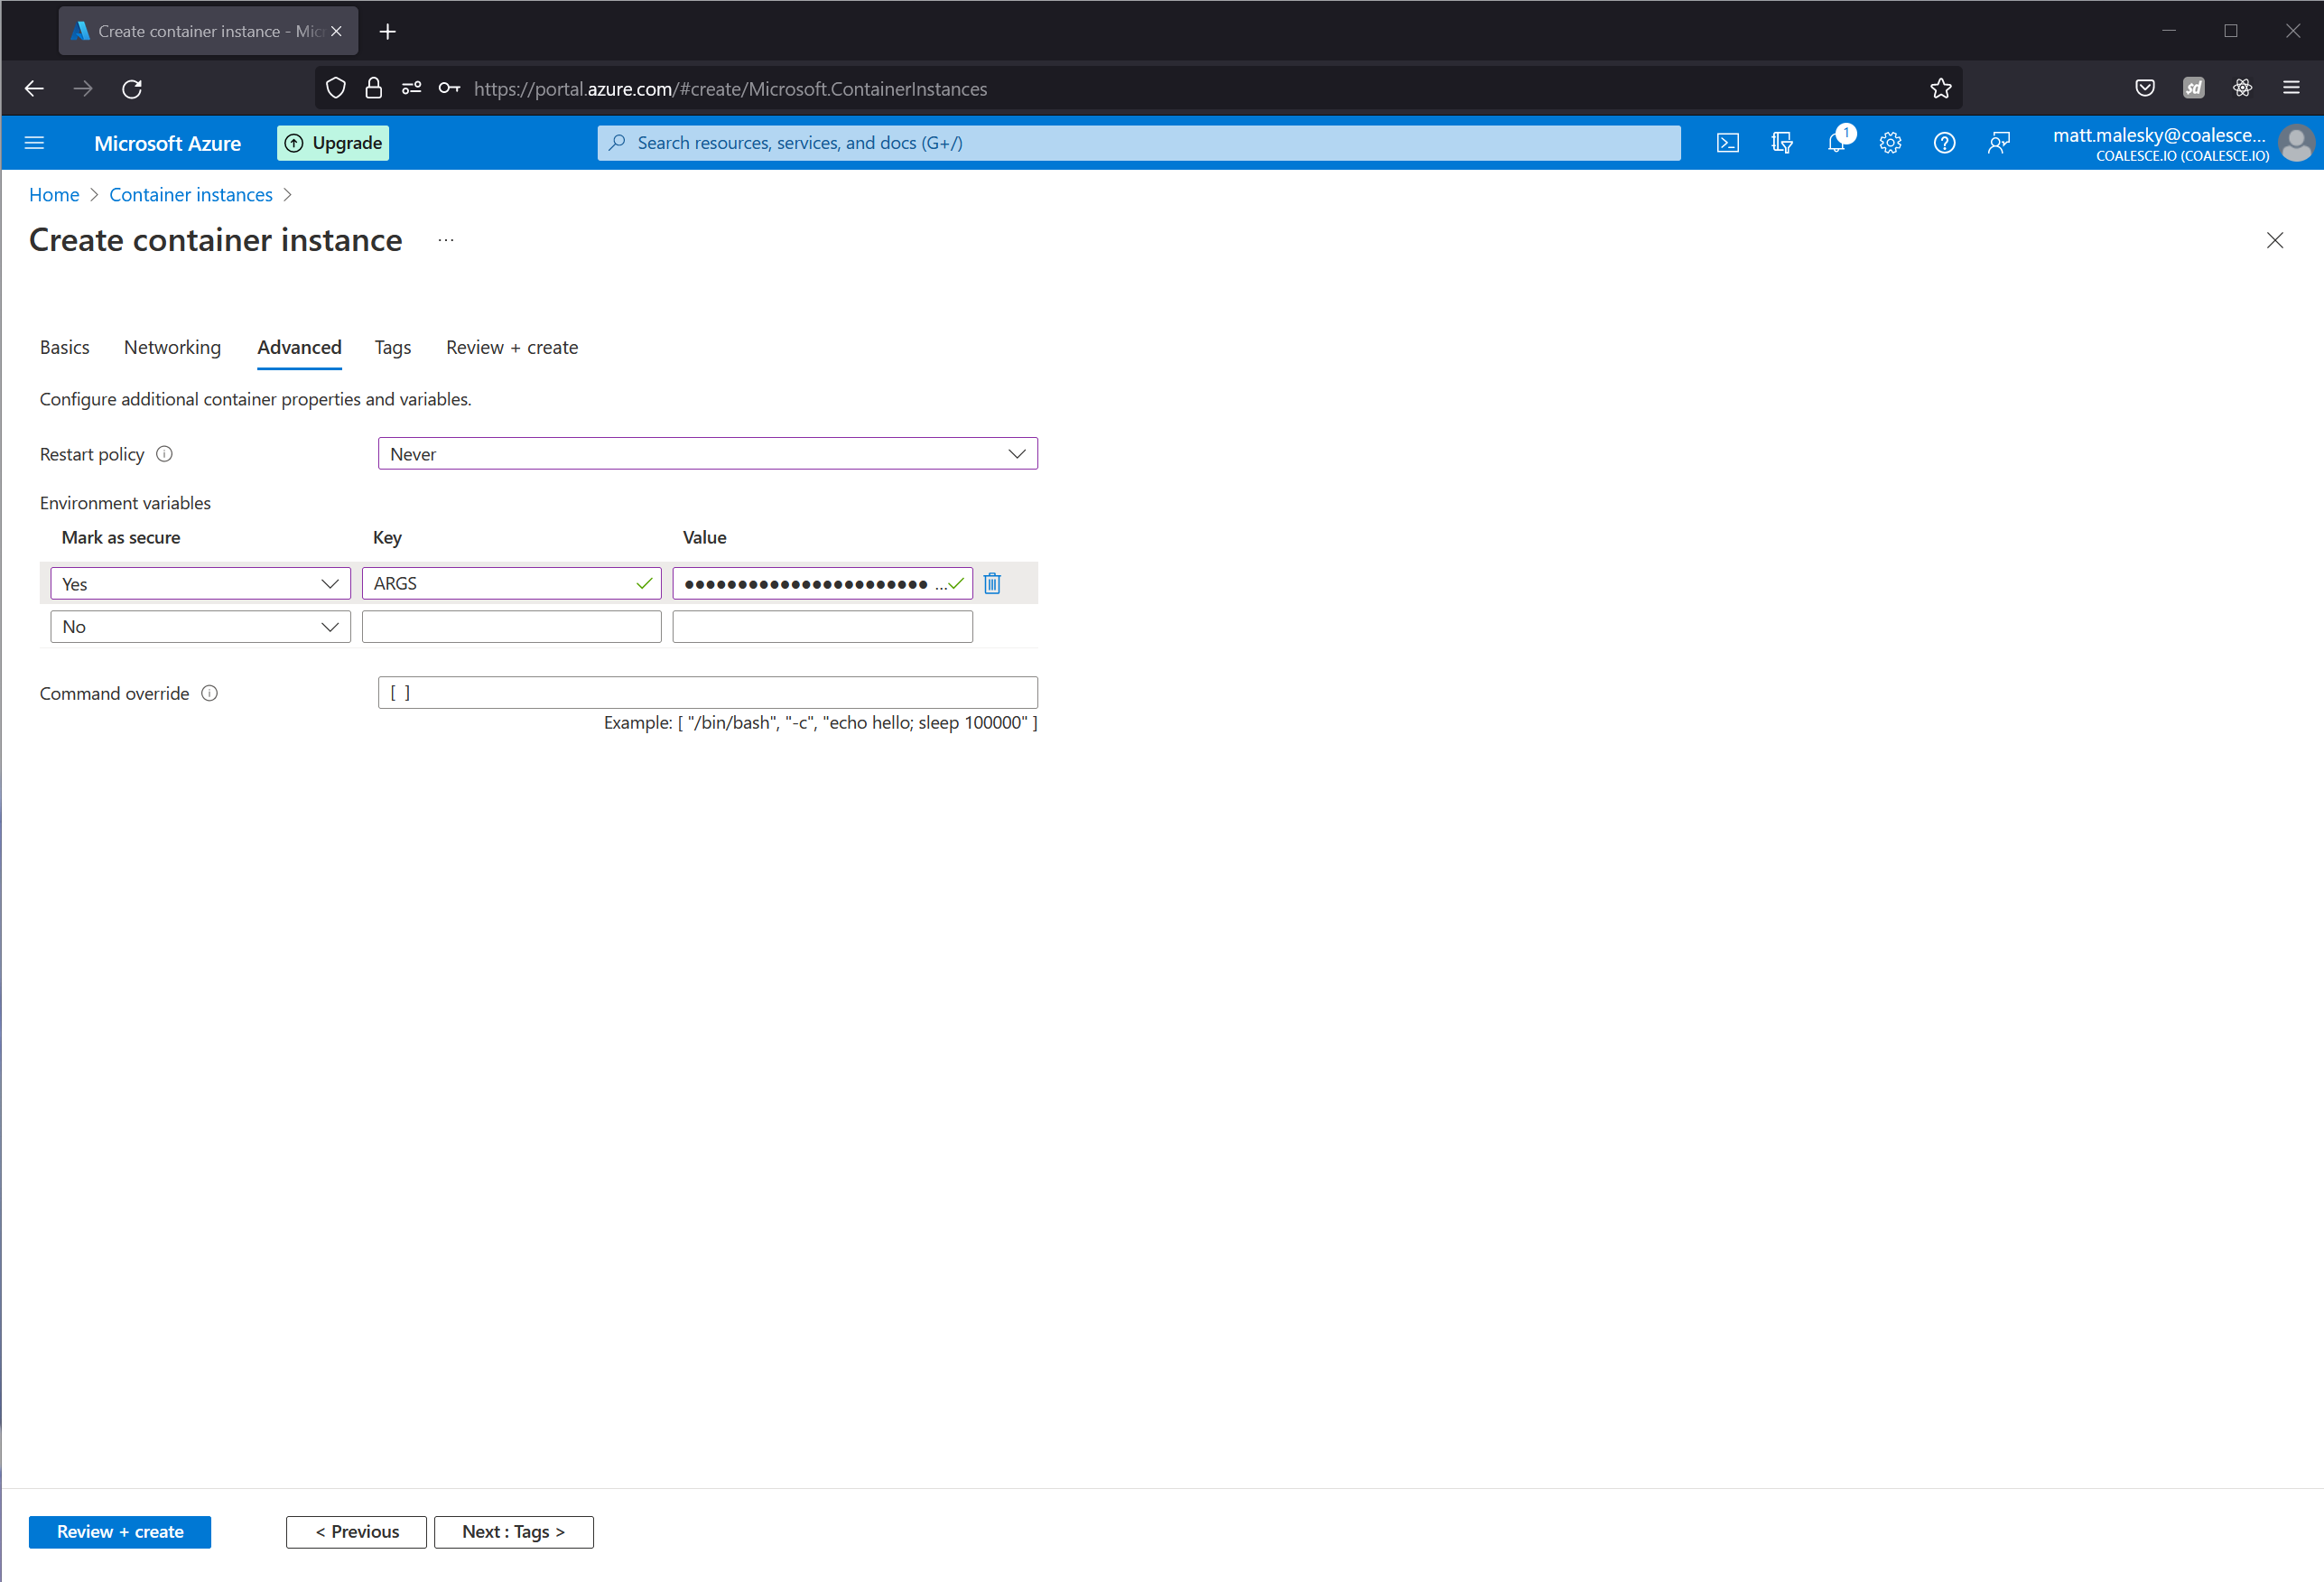 Create container instance - Mic
https://portal.azure.com/#create/Microsoft.ContainerInstances
Microsoft Azure
Upgrade
Search resources, services, and docs (G+/)
1
matt.malesky@coalesce...
COALESCE.IO (COALESCE.IO)
Home > Container instances >
Create container instance ...
Basics Networking Advanced Tags Review + create
Configure additional container properties and variables.
Restart policy Never
Environment variables
Mark as secure Key Value
Yes ARGS ●●●●●●●●●●●●●●●●●●●●●●● ...
No
Command override [ ]
Example: [ "/bin/bash", "-c", "echo hello; sleep 100000" ]
Review + create < Previous Next : Tags >